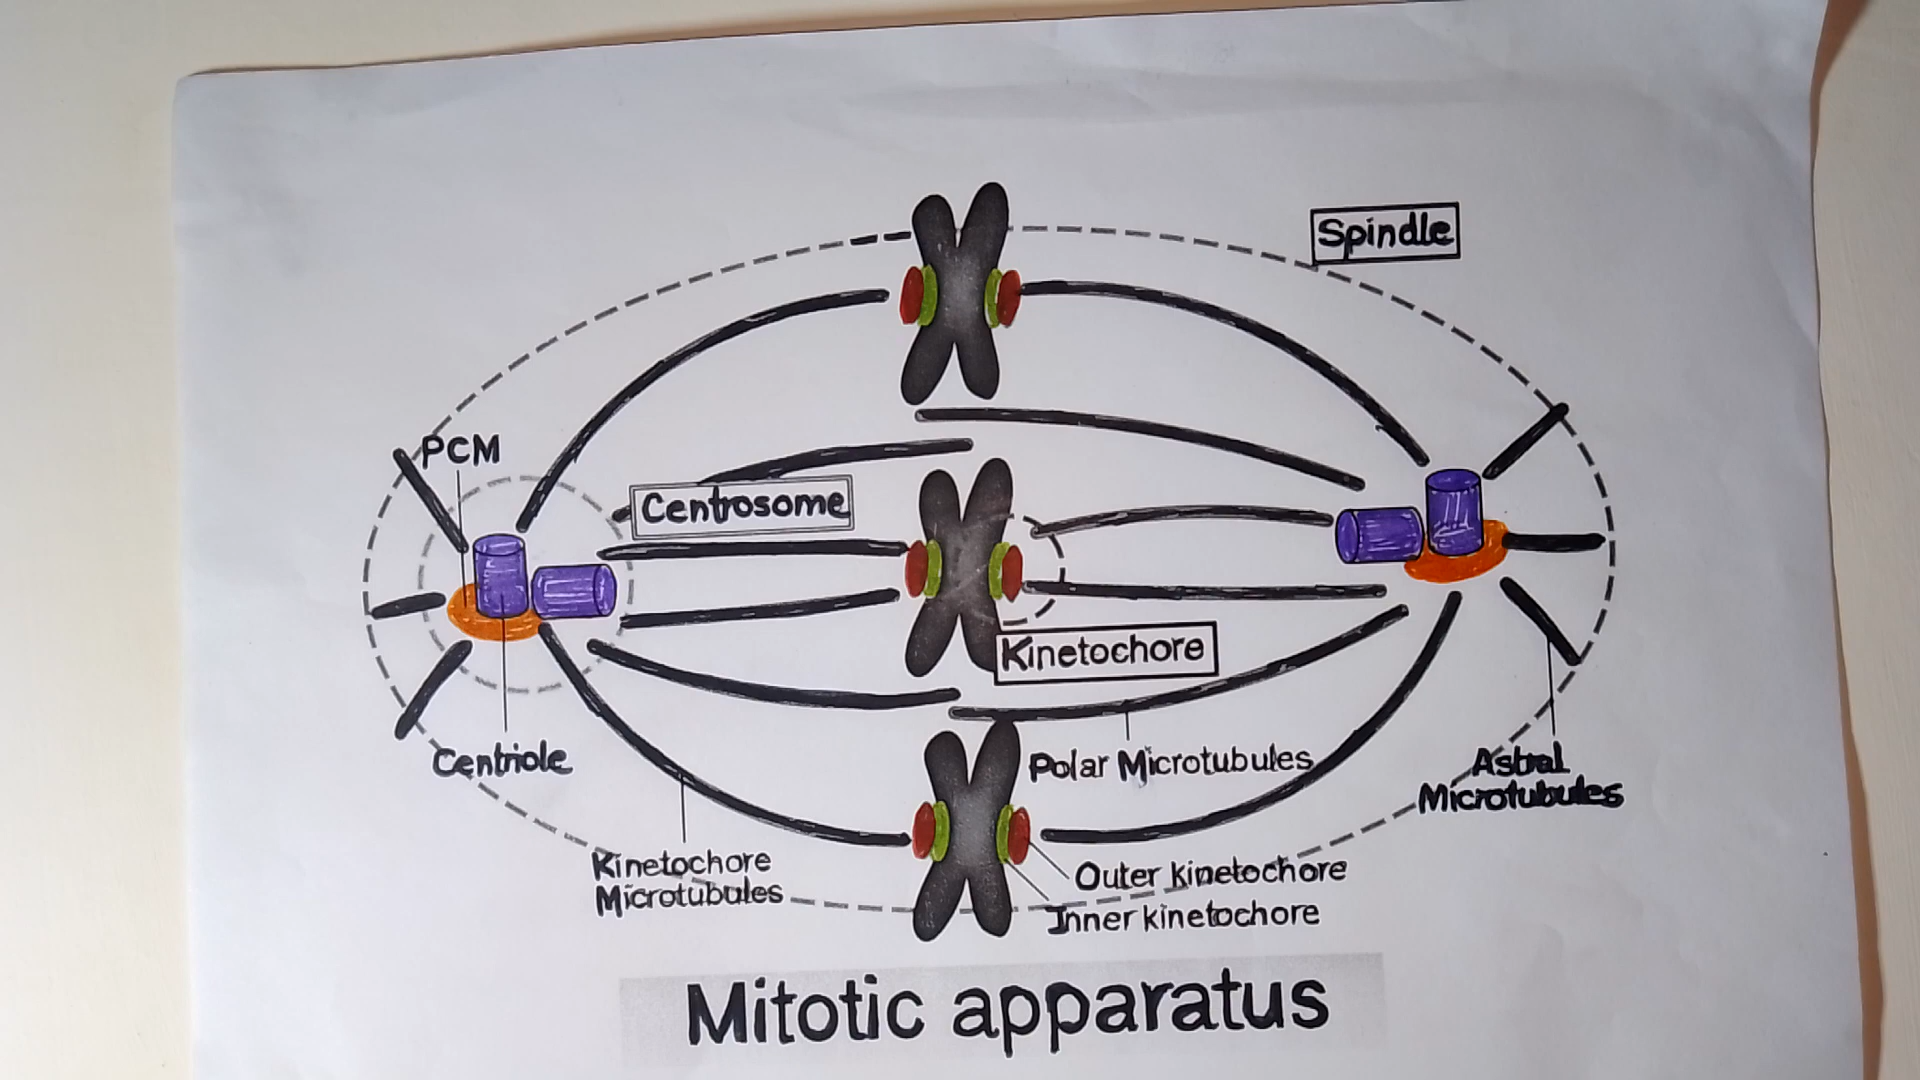 Spindle
PCM
Centrosome
Kinetochore
Centriole
Polar Microtubules
Astral
Microtubules
Kinetochore
Microtubules
Outer kinetochore
Inner kinetochore
Mitotic apparatus